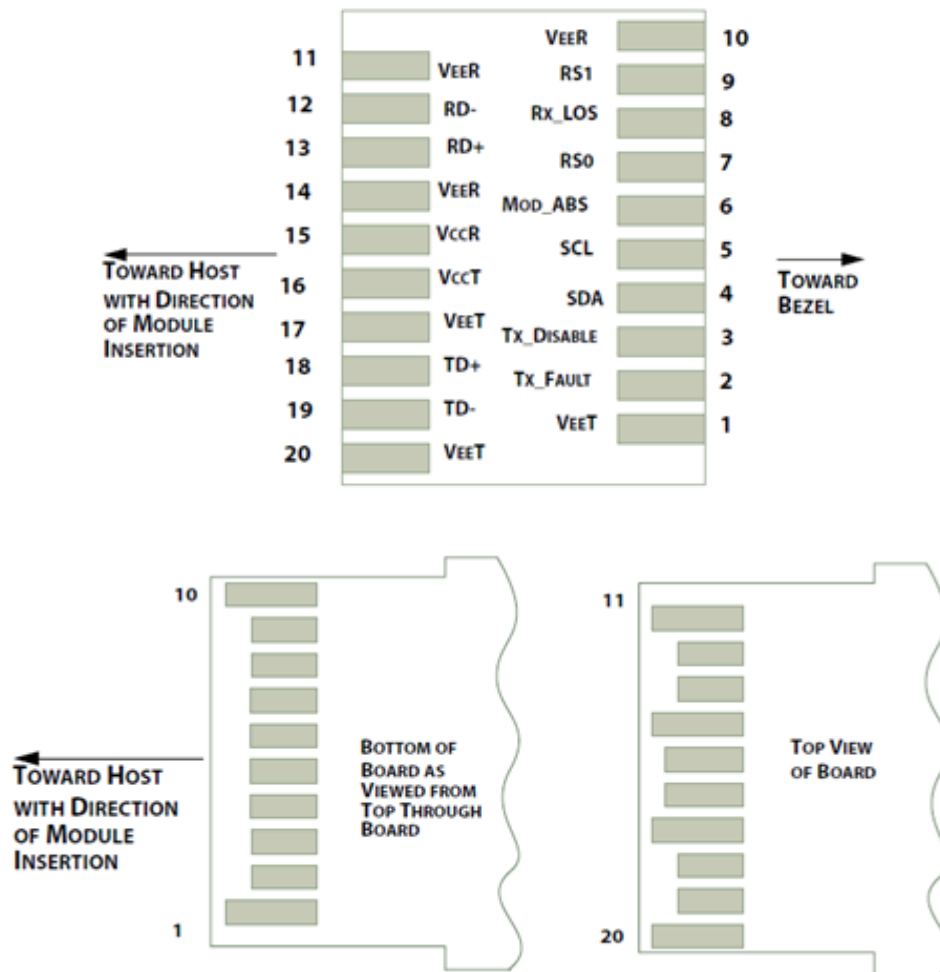 11 VEER
12 RD-
13 RD+
14 VEER
15 VCCR
16 VCCT
17 VEET
18 TD+
19 TD-
20 VEET
VEER 10
RS1 9
RX_LOS 8
RS0 7
MOD_ABS 6
SCL 5
SDA 4
TX_DISABLE 3
TX_FAULT 2
VEET 1
TOWARD HOST
WITH DIRECTION
OF MODULE
INSERTION
TOWARD
BEZEL
10
1
TOWARD HOST
WITH DIRECTION
OF MODULE
INSERTION
BOTTOM OF
BOARD AS
VIEWED FROM
TOP THROUGH
BOARD
11
20
TOP VIEW
OF BOARD